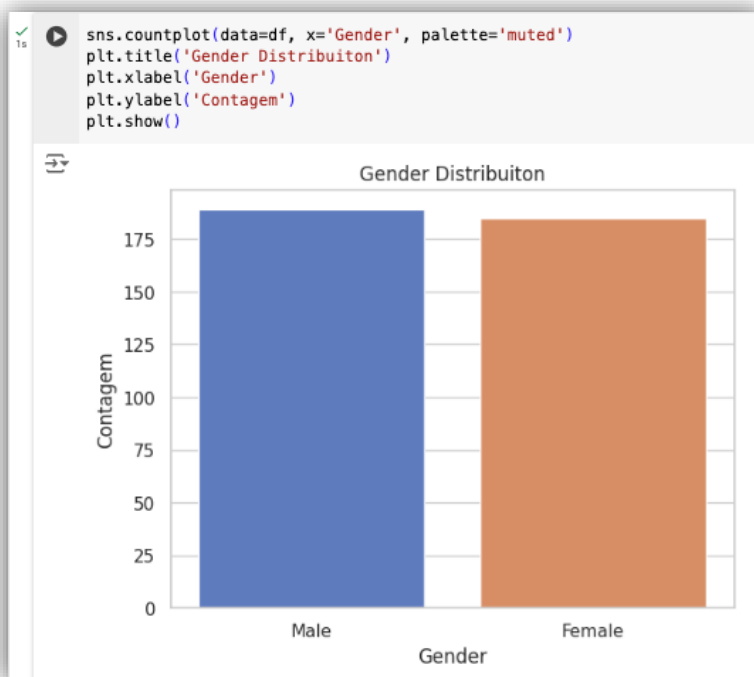 1s
sns.countplot(data=df, x='Gender', palette='muted')
plt.title('Gender Distribuiton')
plt.xlabel('Gender')
plt.ylabel('Contagem')
plt.show()
Gender Distribuiton
Contagem
175
150
125
100
75
50
25
0
Male Female
Gender